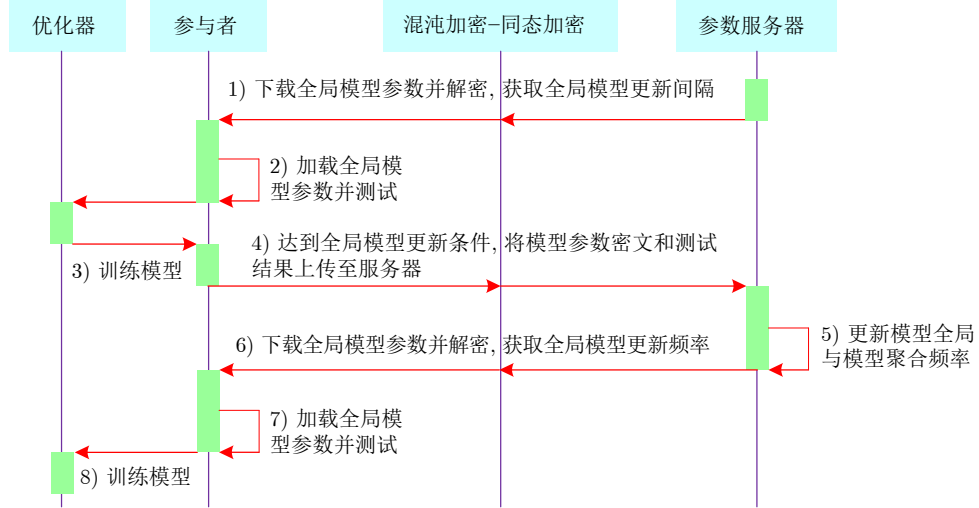 优化器
参与者
混沌加密-同态加密
参数服务器
1) 下载全局模型参数并解密, 获取全局模型更新间隔
2) 加载全局模
型参数并测试
3) 训练模型
4) 达到全局模型更新条件, 将模型参数密文和测试
结果上传至服务器
5) 更新模型全局
与模型聚合频率
6) 下载全局模型参数并解密, 获取全局模型更新频率
7) 加载全局模
型参数并测试
8) 训练模型